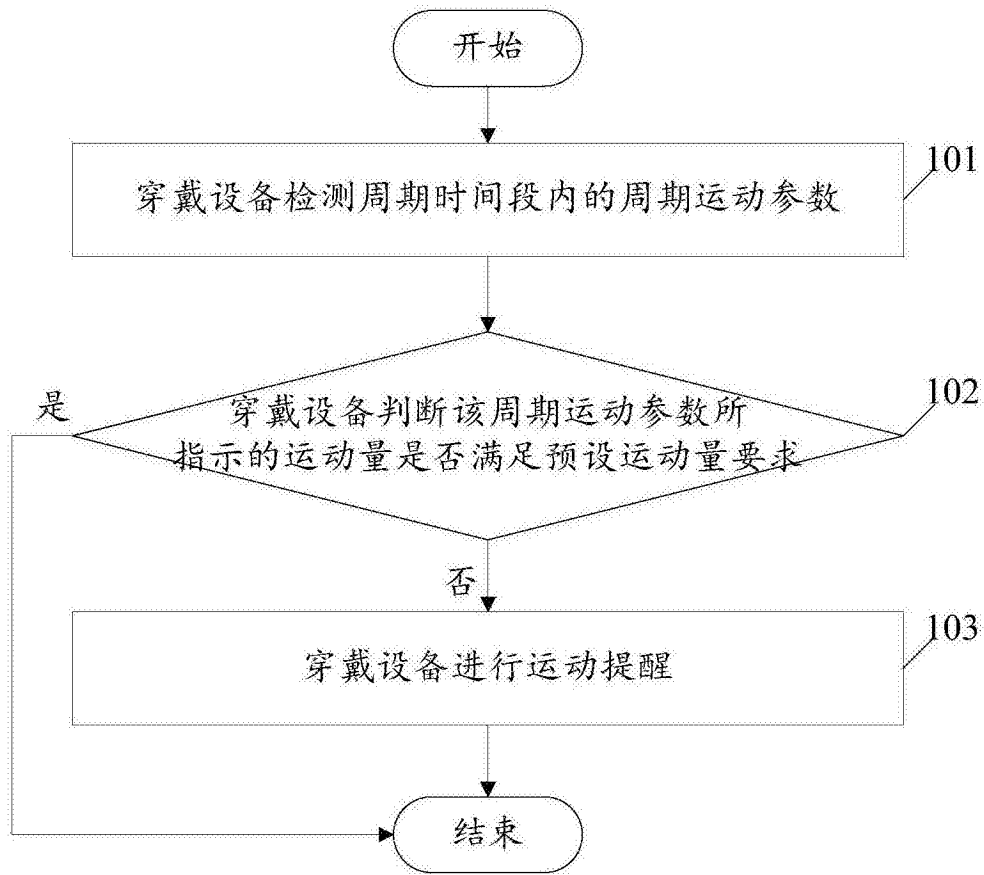 开始
101
穿戴设备检测周期时间段内的周期运动参数
102
是
穿戴设备判断该周期运动参数所
指示的运动量是否满足预设运动量要求
否
103
穿戴设备进行运动提醒
结束